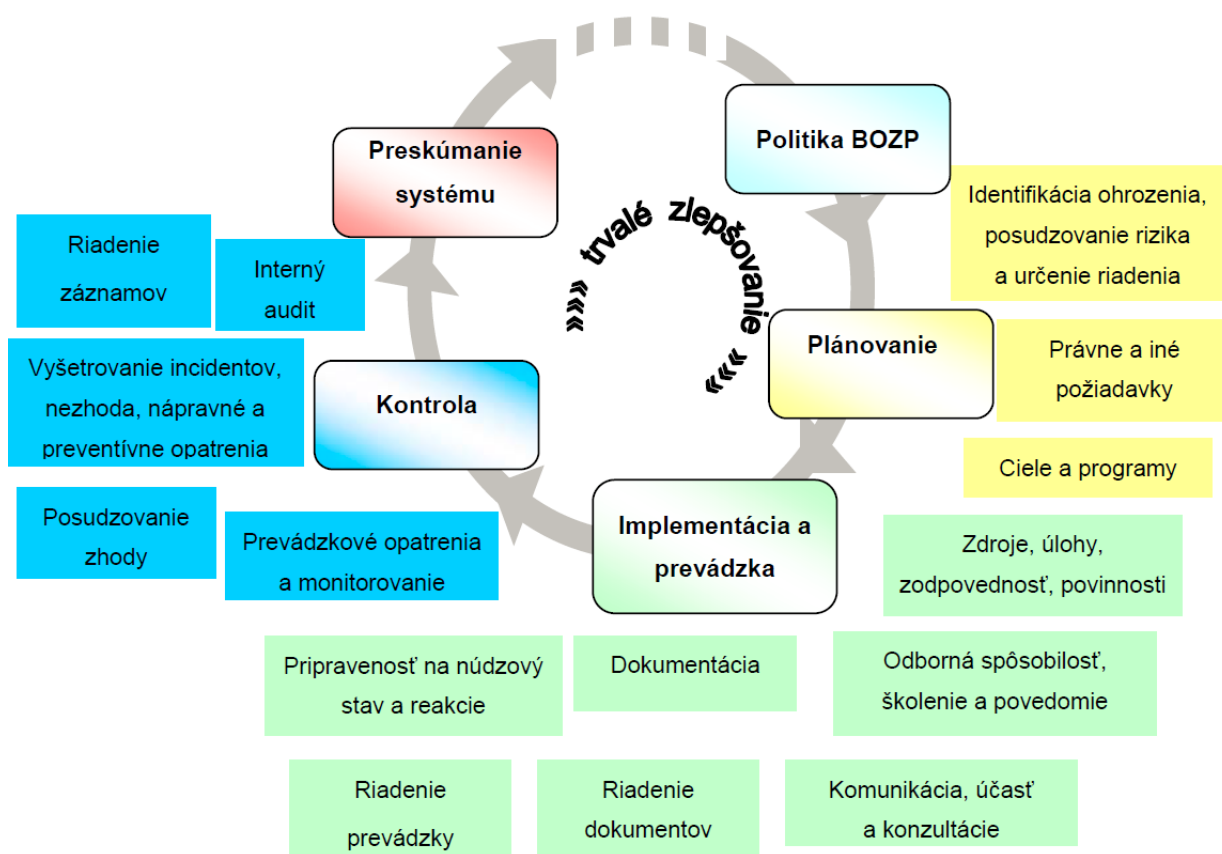 Politika BOZP
Preskúmanie
systému
trvalé zlepšovanie
Identifikácia ohrozenia,
posudzovanie rizika
a určenie riadenia
Riadenie
záznamov
Interný
audit
Plánovanie
Právne a iné
požiadavky
Vyšetrovanie incidentov,
nezhoda, nápravné a
preventívne opatrenia
Kontrola
Ciele a programy
Posudzovanie
zhody
Prevádzkové opatrenia
a monitorovanie
Implementácia a
prevádzka
Zdroje, úlohy,
zodpovednosť, povinnosti
Pripravenosť na núdzový
stav a reakcie
Dokumentácia
Odborná spôsobilosť,
školenie a povedomie
Riadenie
prevádzky
Riadenie
dokumentov
Komunikácia, účasť
a konzultácie